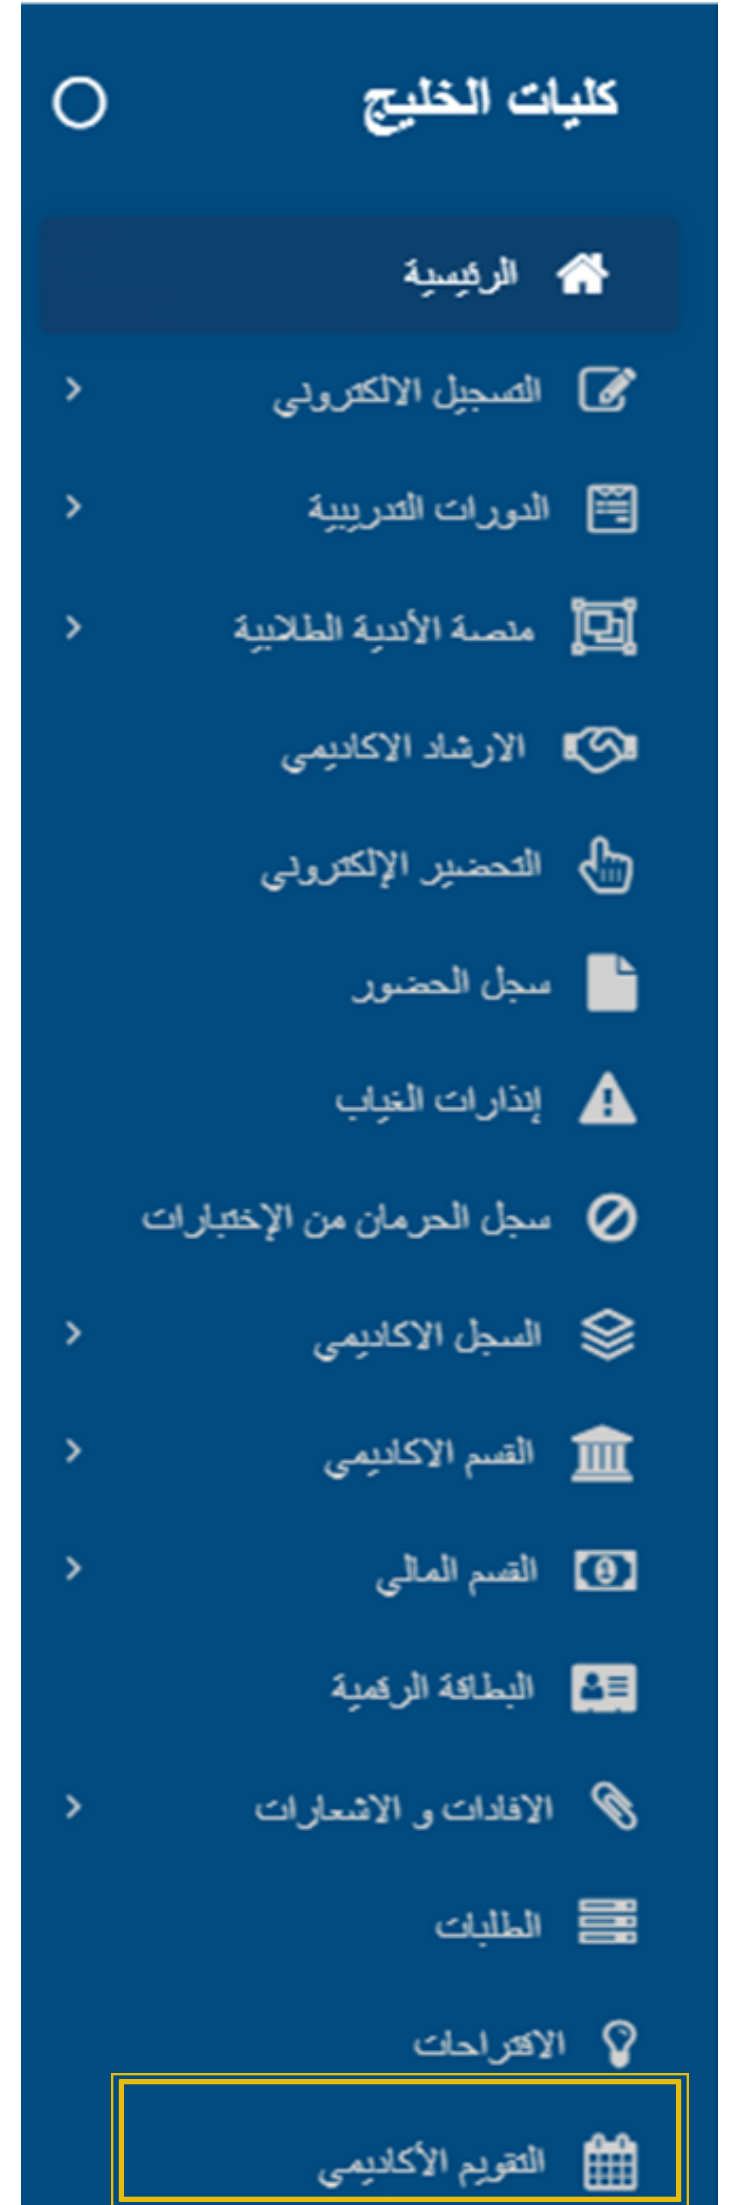 كليات الخليج
الرئيسية
التسجيل الالكتروني
الدورات التدريبية
منصة الأندية الطلابية
الارشاد الاكاديمي
التحضير الإلكتروني
سجل الحضور
إنذارات الغياب
سجل الحرمان من الإختبارات
السجل الاكاديمي
القسم الاكاديمي
القسم المالي
البطاقة الرقمية
الافادات و الاشعارات
الطلبات
الاقتراحات
التقويم الأكاديمي